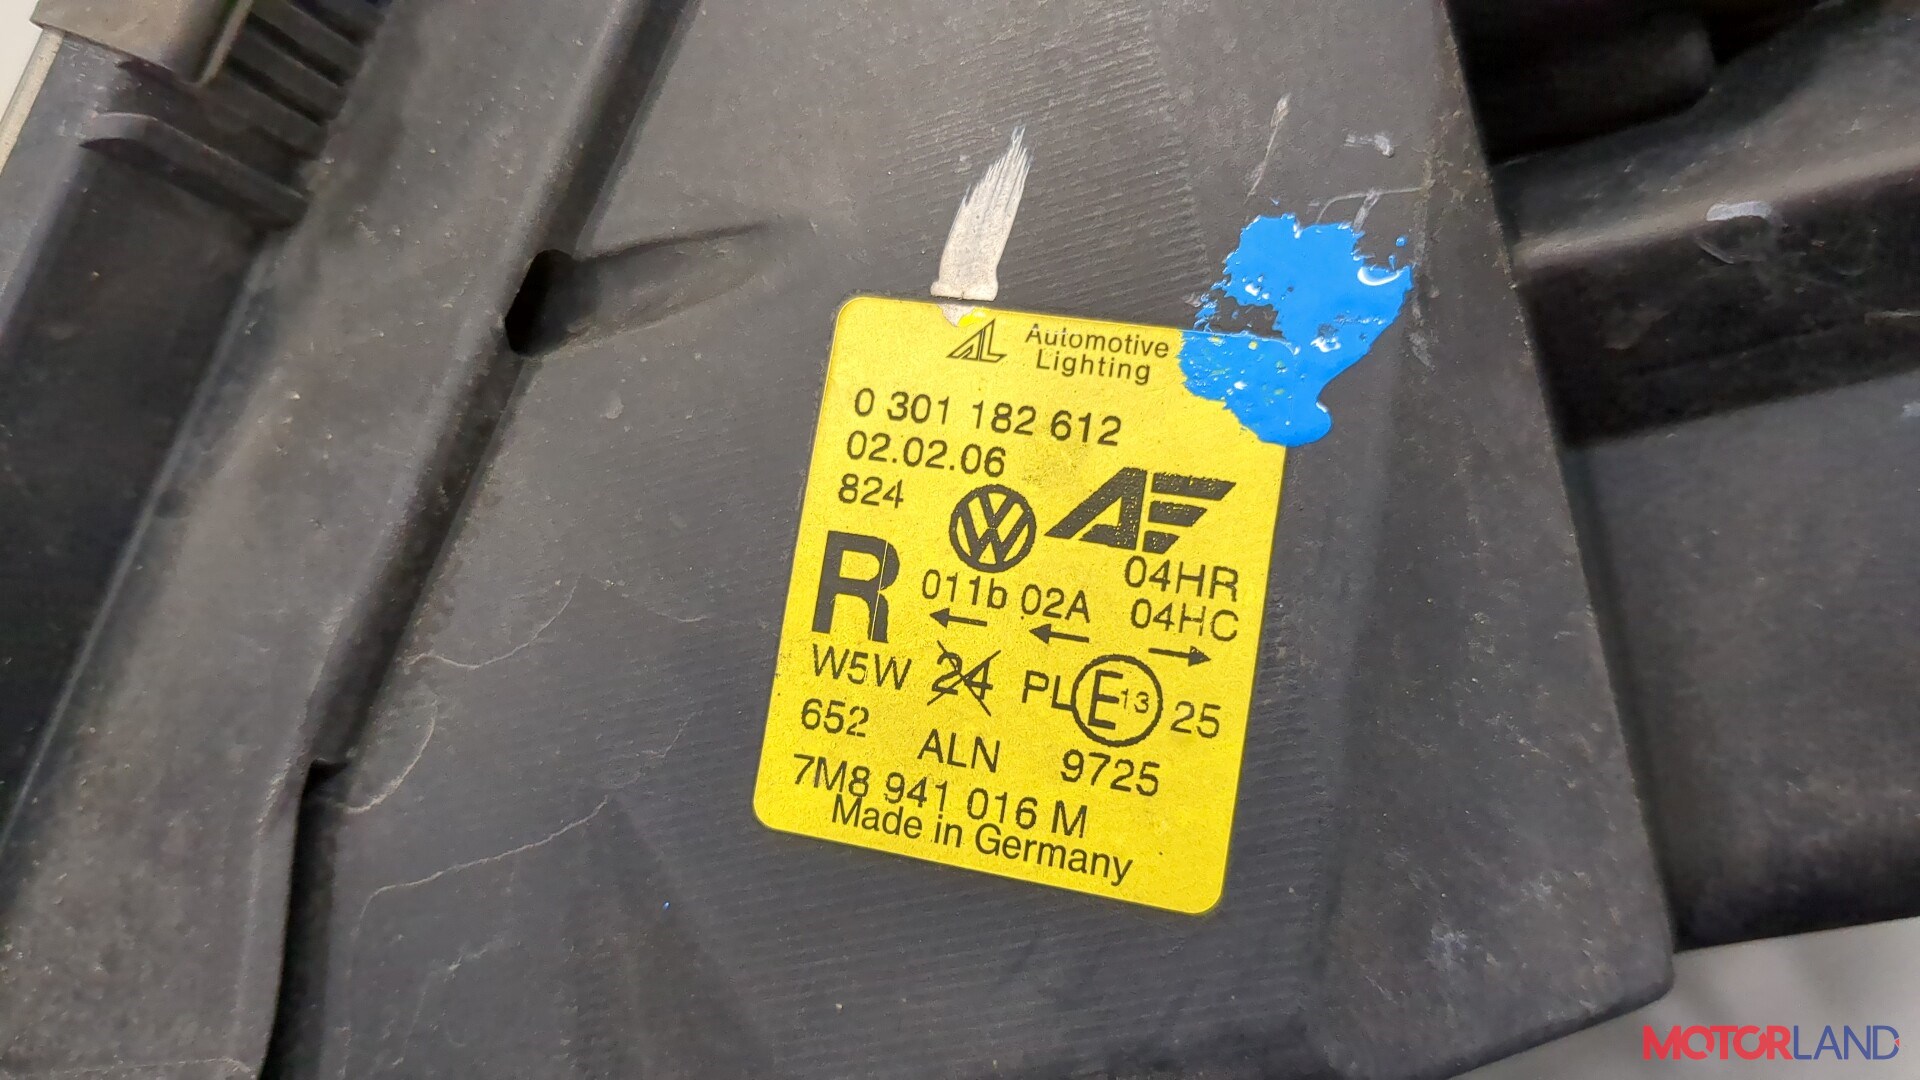 AL Automotive
Lighting
0 301 182 612
02.02.06
824
R
011b 02A 04HR
04HC
W5W 24 PL E13 25
652 ALN 9725
7M8 941 016 M
Made in Germany
MOTORLAND